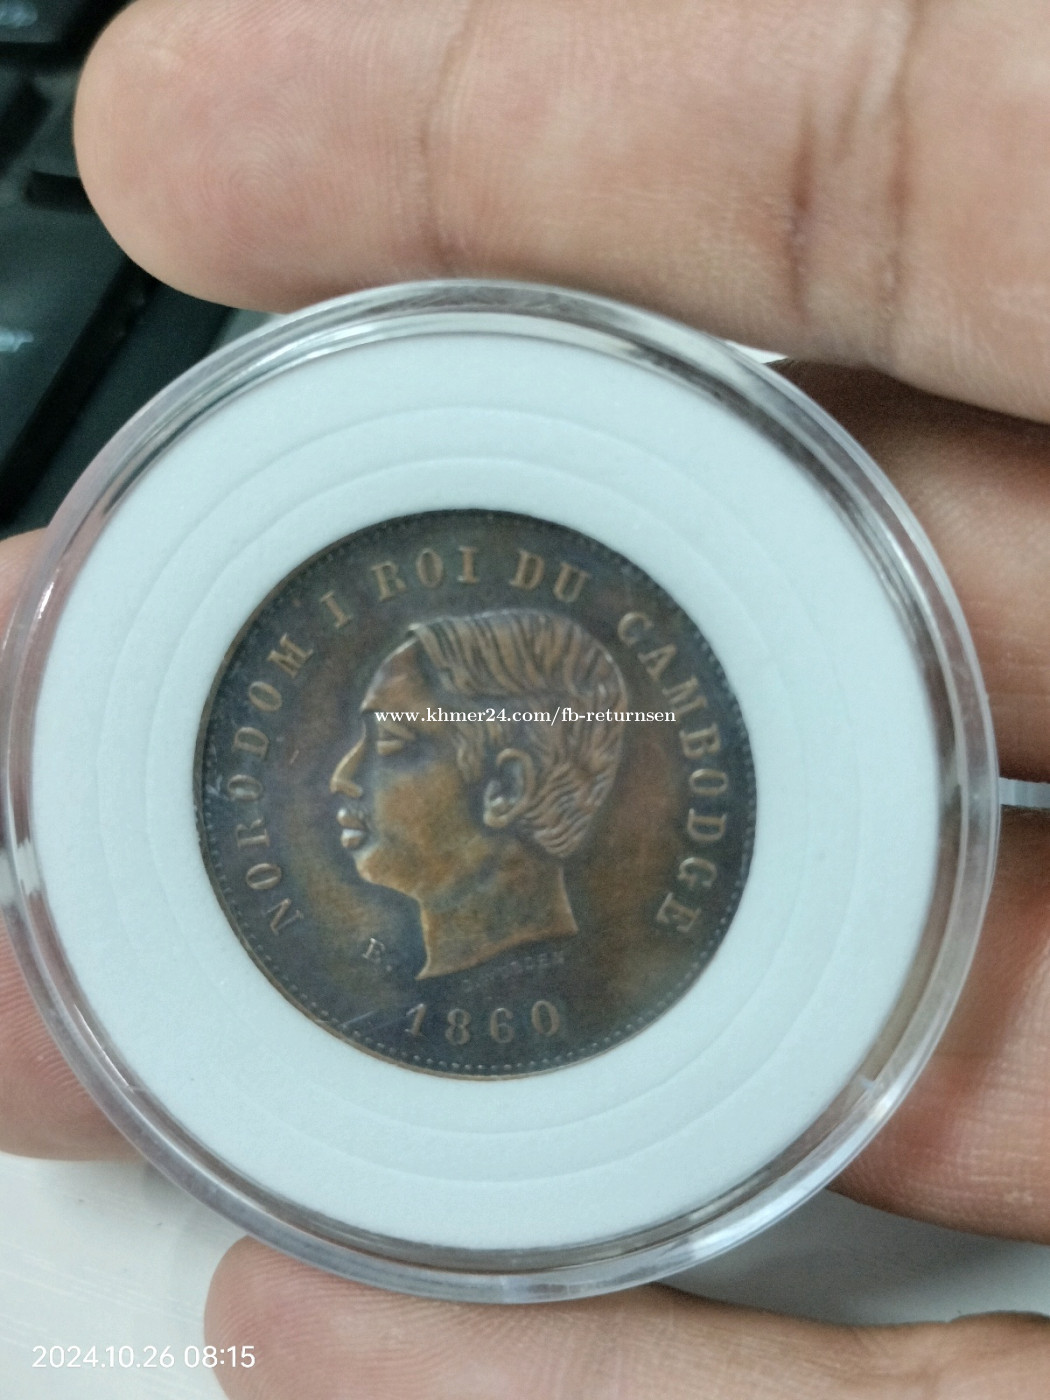 NORODOM I ROI DU CAMBODGE
www.khmer24.com/fb-returnsen
E.
1860
2024.10.26 08:15